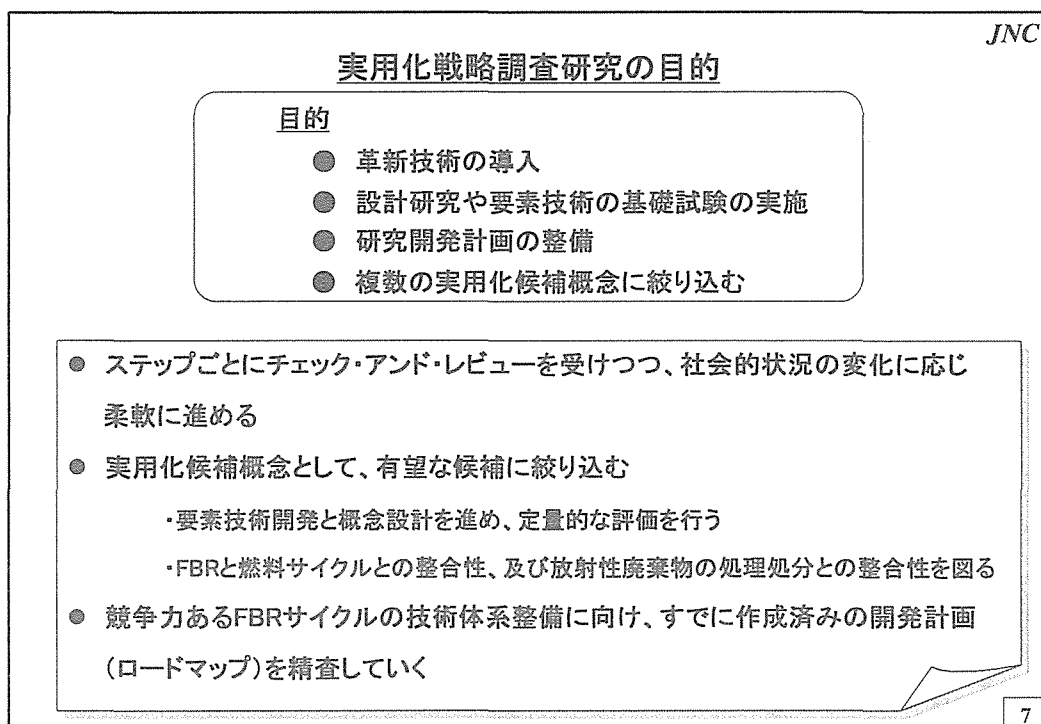 JNC
実用化戦略調査研究の目的
目的
● 革新技術の導入
● 設計研究や要素技術の基礎試験の実施
● 研究開発計画の整備
● 複数の実用化候補概念に絞り込む
● ステップごとにチェック・アンド・レビューを受けつつ、社会的状況の変化に応じ
柔軟に進める
● 実用化候補概念として、有望な候補に絞り込む
・要素技術開発と概念設計を進め、定量的な評価を行う
・FBRと燃料サイクルとの整合性、及び放射性廃棄物の処理処分との整合性を図る
● 競争力あるFBRサイクルの技術体系整備に向け、すでに作成済みの開発計画
(ロードマップ)を精査していく
7